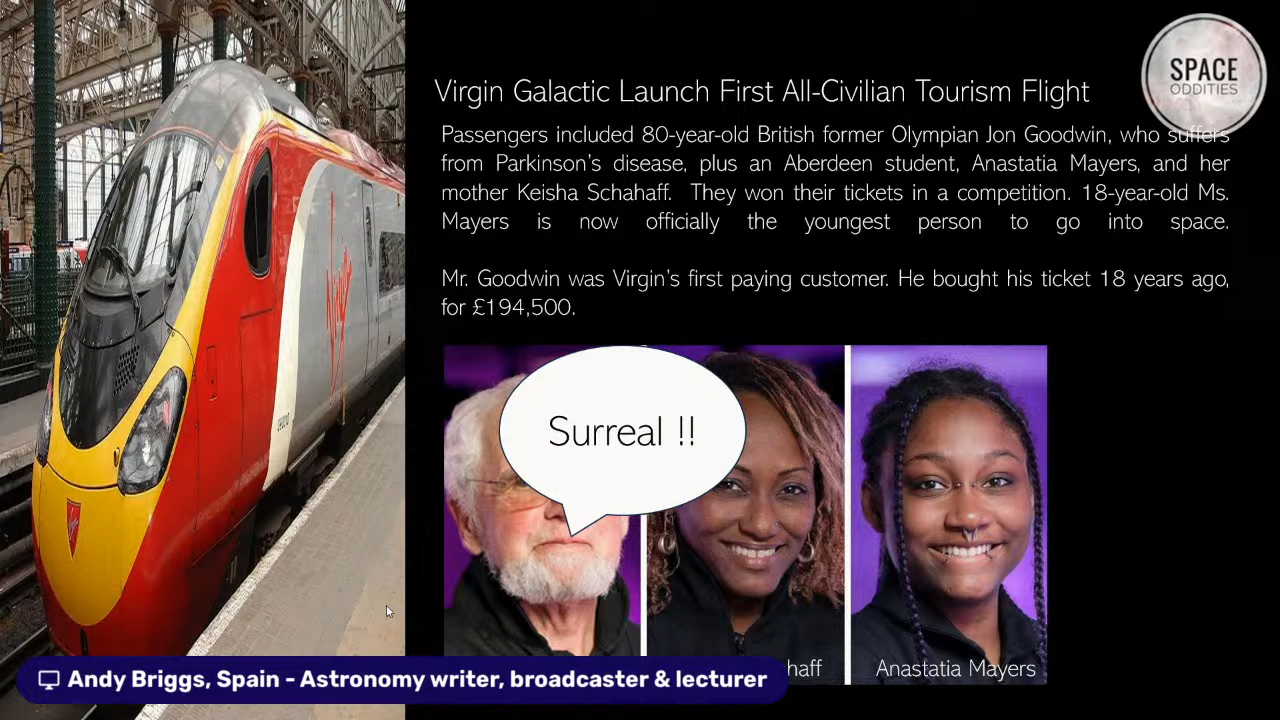 SPACE
ODDITIES
Virgin Galactic Launch First All-Civilian Tourism Flight
Passengers included 80-year-old British former Olympian Jon Goodwin, who suffers
from Parkinson's disease, plus an Aberdeen student, Anastatia Mayers, and her
mother Keisha Schahaff. They won their tickets in a competition. 18-year-old Ms.
Mayers is now officially the youngest person to go into space.
Mr. Goodwin was Virgin's first paying customer. He bought his ticket 18 years ago,
for £194,500.
Virgin
Surreal !!
haff
Anastatia Mayers
Andy Briggs, Spain - Astronomy writer, broadcaster & lecturer